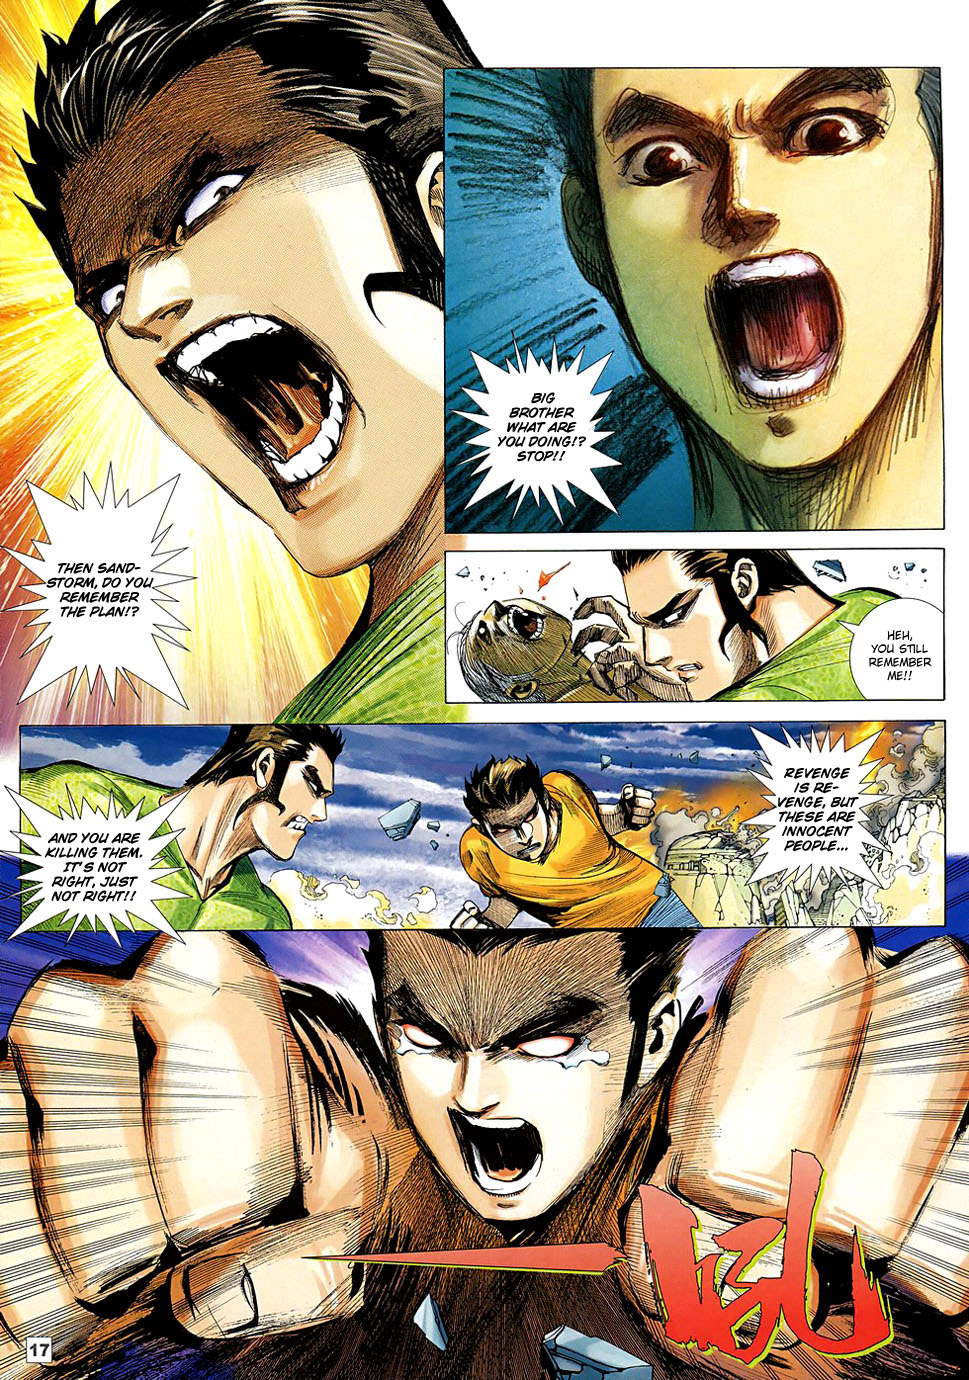 BIG
BROTHER
WHAT ARE
YOU DOING!?
STOP!!
THEN SAND-
STORM, DO YOU
REMEMBER
THE PLAN!?
HEH,
YOU STILL
REMEMBER
ME!!
REVENGE
IS RE-
VENGE, BUT
THESE ARE
INNOCENT
PEOPLE...
AND YOU ARE
KILLING THEM.
IT'S NOT
RIGHT, JUST
NOT RIGHT!!
吼
17